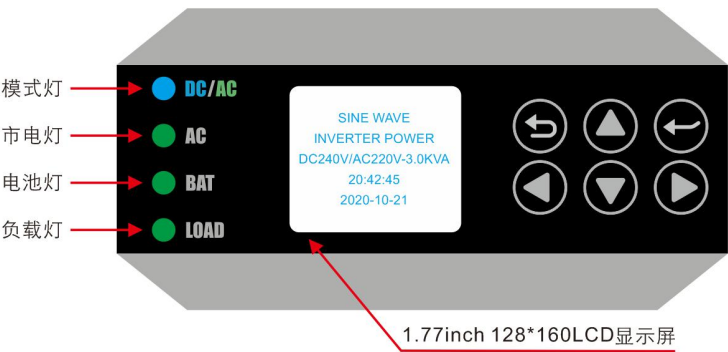 模式灯
DC/AC
市电灯
AC
电池灯
BAT
负载灯
LOAD
SINE WAVE
INVERTER POWER
DC240V/AC220V-3.0KVA
20:42:45
2020-10-21
1.77inch 128*160LCD显示屏